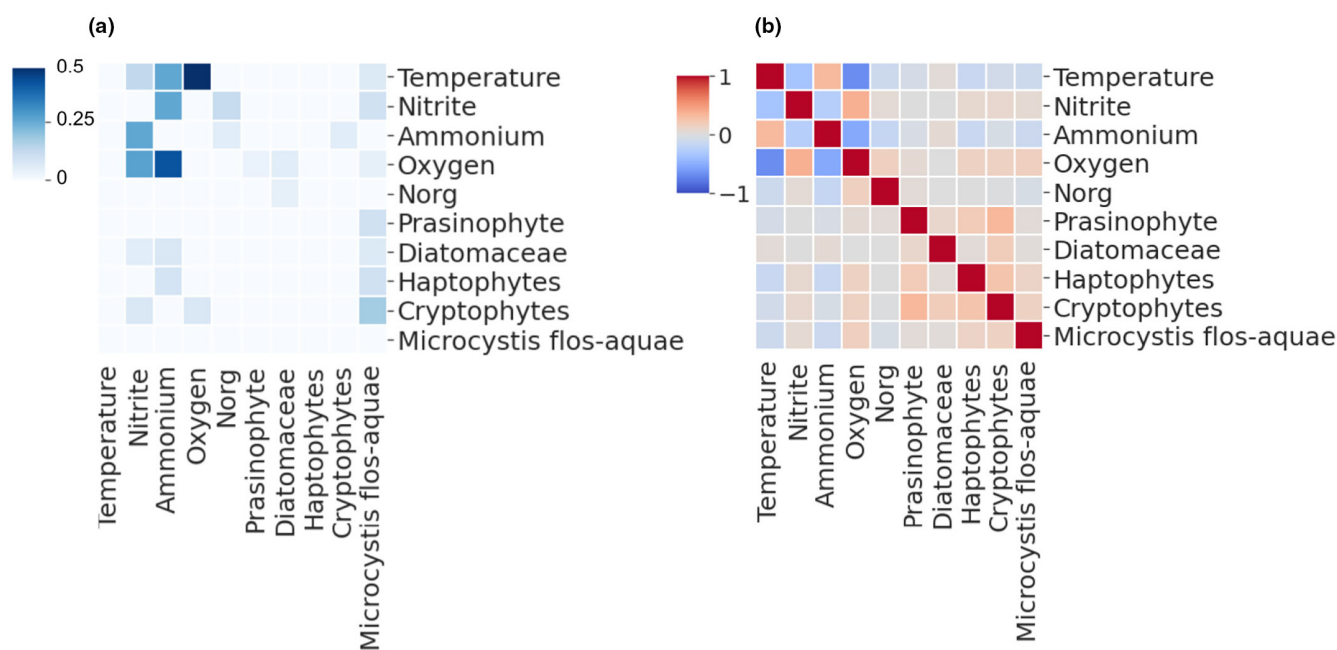 (a)
0.5
0.25
0
Temperature
Nitrite
Ammonium
Oxygen
Norg
Prasinophyte
Diatomaceae
Haptophytes
Cryptophytes
Microcystis flos-aquae
Temperature
Nitrite
Ammonium
Oxygen
Norg
Prasinophyte
Diatomaceae
Haptophytes
Cryptophytes
Microcystis flos-aquae
(b)
1
0
−1
Temperature
Nitrite
Ammonium
Oxygen
Norg
Prasinophyte
Diatomaceae
Haptophytes
Cryptophytes
Microcystis flos-aquae
Temperature
Nitrite
Ammonium
Oxygen
Norg
Prasinophyte
Diatomaceae
Haptophytes
Cryptophytes
Microcystis flos-aquae